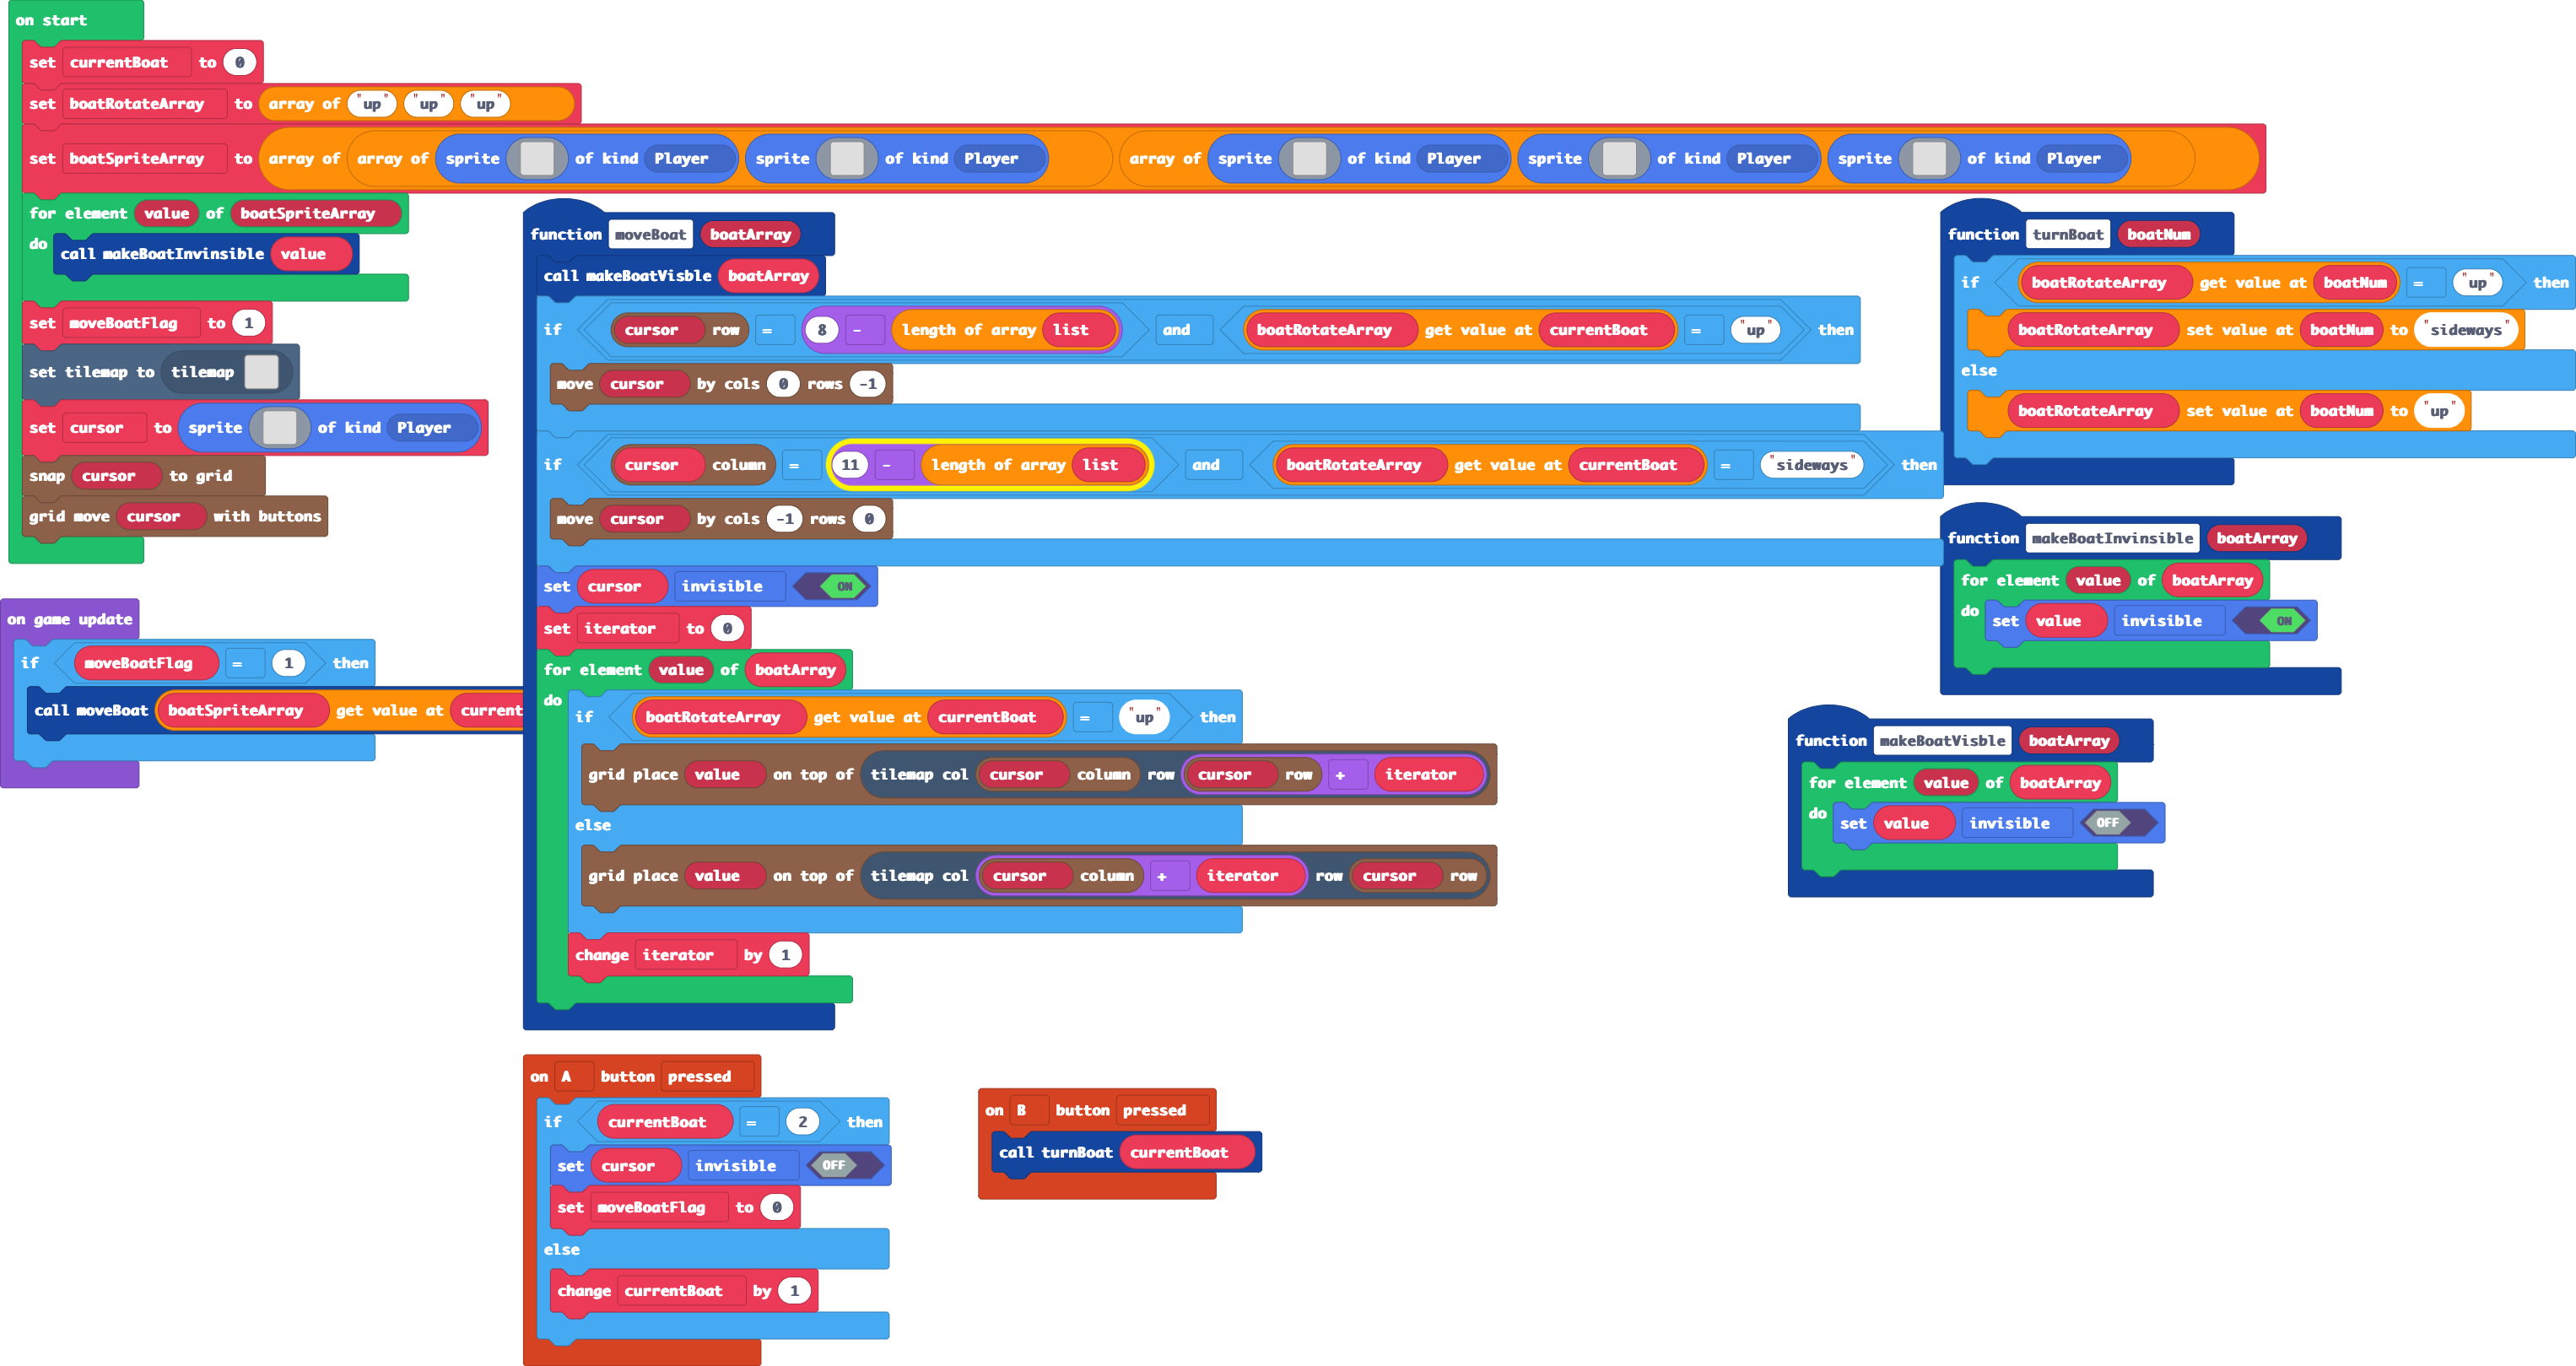 on start
set currentBoat to 0
set boatRotateArray to array of "up" "up" "up"
set boatSpriteArray to array of array of sprite of kind Player sprite of kind Player array of sprite of kind Player sprite of kind Player sprite of kind Player
for element value of boatSpriteArray
do call makeBoatInvinsible value
set moveBoatFlag to 1
set tilemap to tilemap
set cursor to sprite of kind Player
snap cursor to grid
grid move cursor with buttons
on game update
if moveBoatFlag = 1 then
call moveBoat boatSpriteArray get value at current
function moveBoat boatArray
call makeBoatVisble boatArray
if cursor row = 8 - length of array list and boatRotateArray get value at currentBoat = "up" then
move cursor by cols 0 rows -1
if cursor column = 11 - length of array list and boatRotateArray get value at currentBoat = "sideways" then
move cursor by cols -1 rows 0
set cursor invisible ON
set iterator to 0
for element value of boatArray
do if boatRotateArray get value at currentBoat = "up" then
grid place value on top of tilemap col cursor column row cursor row + iterator
else
grid place value on top of tilemap col cursor column + iterator row cursor row
change iterator by 1
function turnBoat boatNum
if boatRotateArray get value at boatNum = "up" then
boatRotateArray set value at boatNum to "sideways"
else
boatRotateArray set value at boatNum to "up"
function makeBoatInvinsible boatArray
for element value of boatArray
do set value invisible ON
function makeBoatVisble boatArray
for element value of boatArray
do set value invisible OFF
on A button pressed
if currentBoat = 2 then
set cursor invisible OFF
set moveBoatFlag to 0
else
change currentBoat by 1
on B button pressed
call turnBoat currentBoat